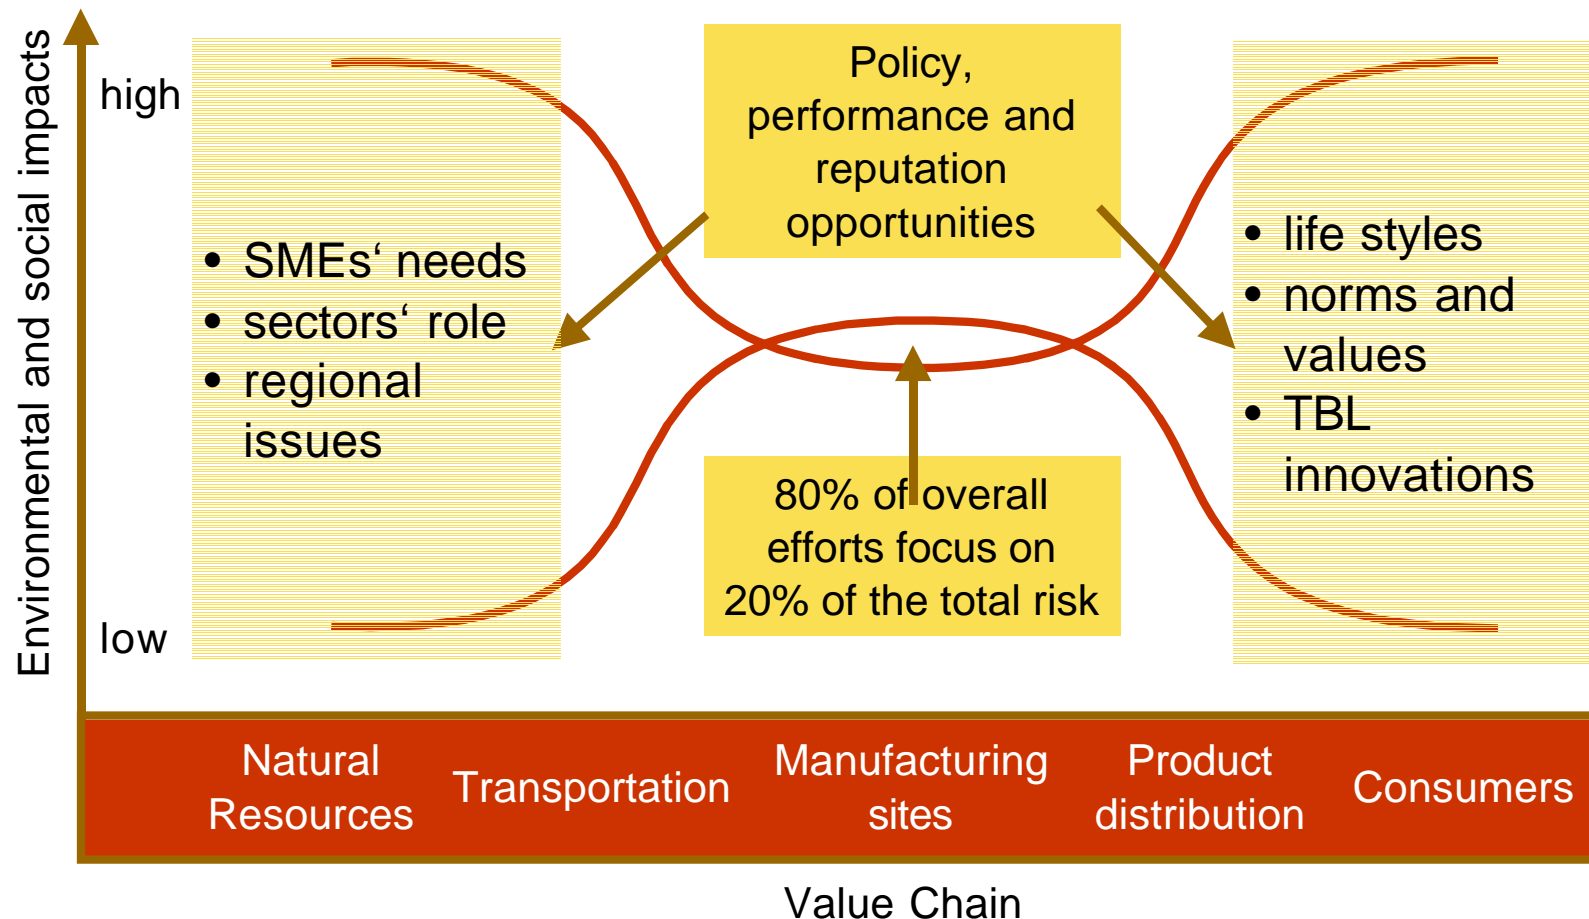 Environmental and social impacts
high
low
• SMEs‘ needs
• sectors‘ role
• regional
issues
Policy,
performance and
reputation
opportunities
80% of overall
efforts focus on
20% of the total risk
• life styles
• norms and
values
• TBL
innovations
Natural
Resources
Transportation
Manufacturing
sites
Product
distribution
Consumers
Value Chain